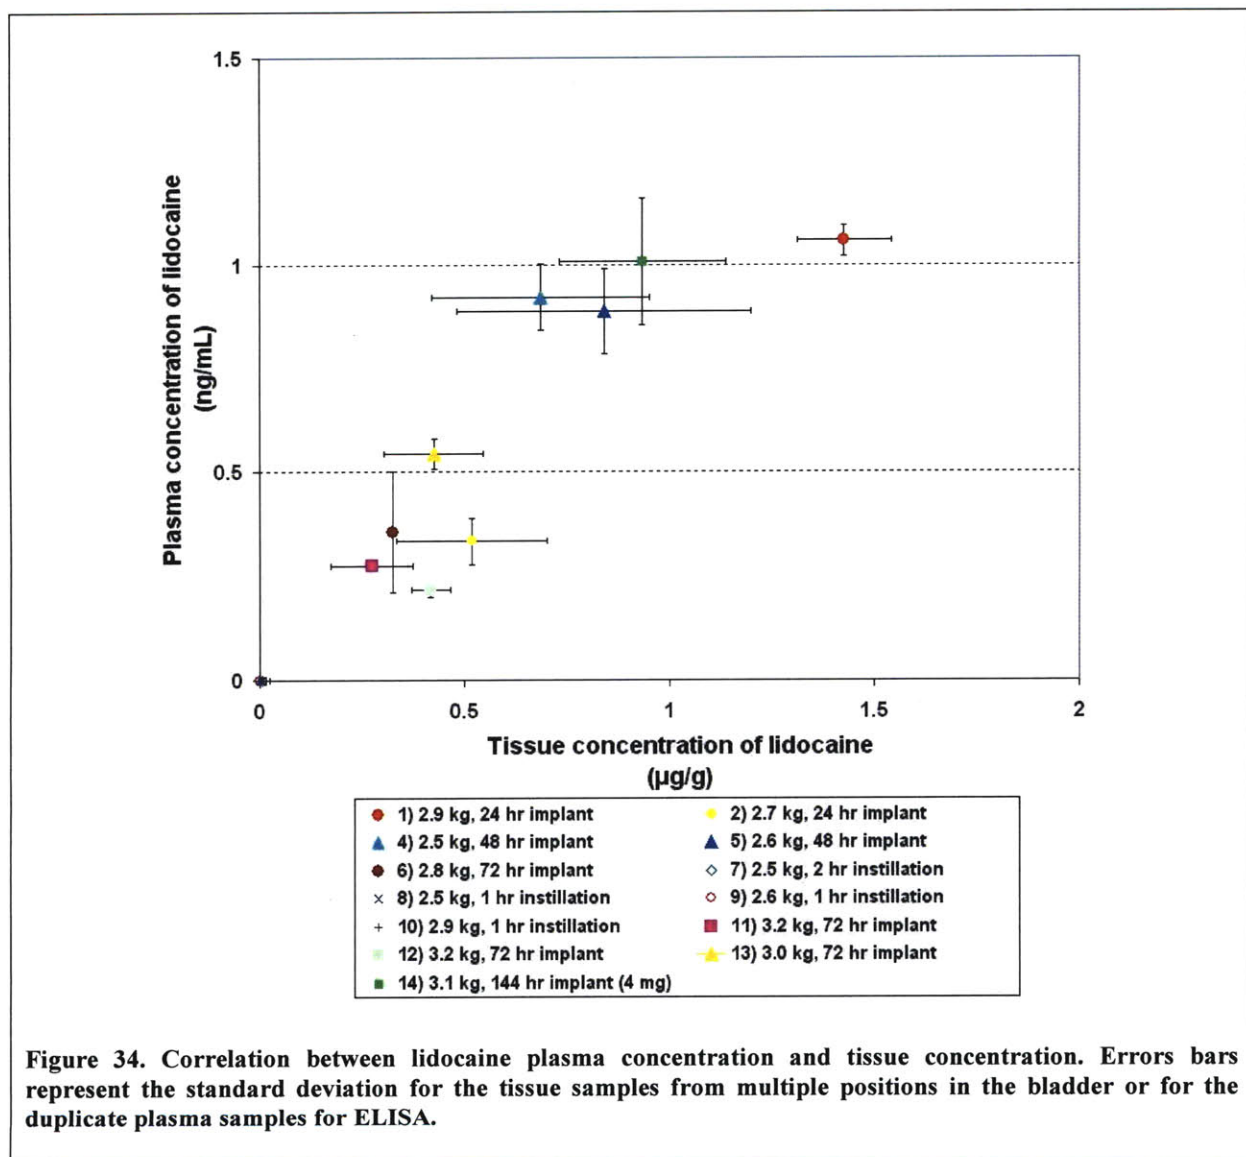 1.5
1
0.5
0
Plasma concentration of lidocaine
(ng/mL)
0
0.5
1
1.5
2
Tissue concentration of lidocaine
(µg/g)
1) 2.9 kg, 24 hr implant
2) 2.7 kg, 24 hr implant
4) 2.5 kg, 48 hr implant
5) 2.6 kg, 48 hr implant
6) 2.8 kg, 72 hr implant
7) 2.5 kg, 2 hr instillation
8) 2.5 kg, 1 hr instillation
9) 2.6 kg, 1 hr instillation
10) 2.9 kg, 1 hr instillation
11) 3.2 kg, 72 hr implant
12) 3.2 kg, 72 hr implant
13) 3.0 kg, 72 hr implant
14) 3.1 kg, 144 hr implant (4 mg)
Figure 34. Correlation between lidocaine plasma concentration and tissue concentration. Errors bars
represent the standard deviation for the tissue samples from multiple positions in the bladder or for the
duplicate plasma samples for ELISA.